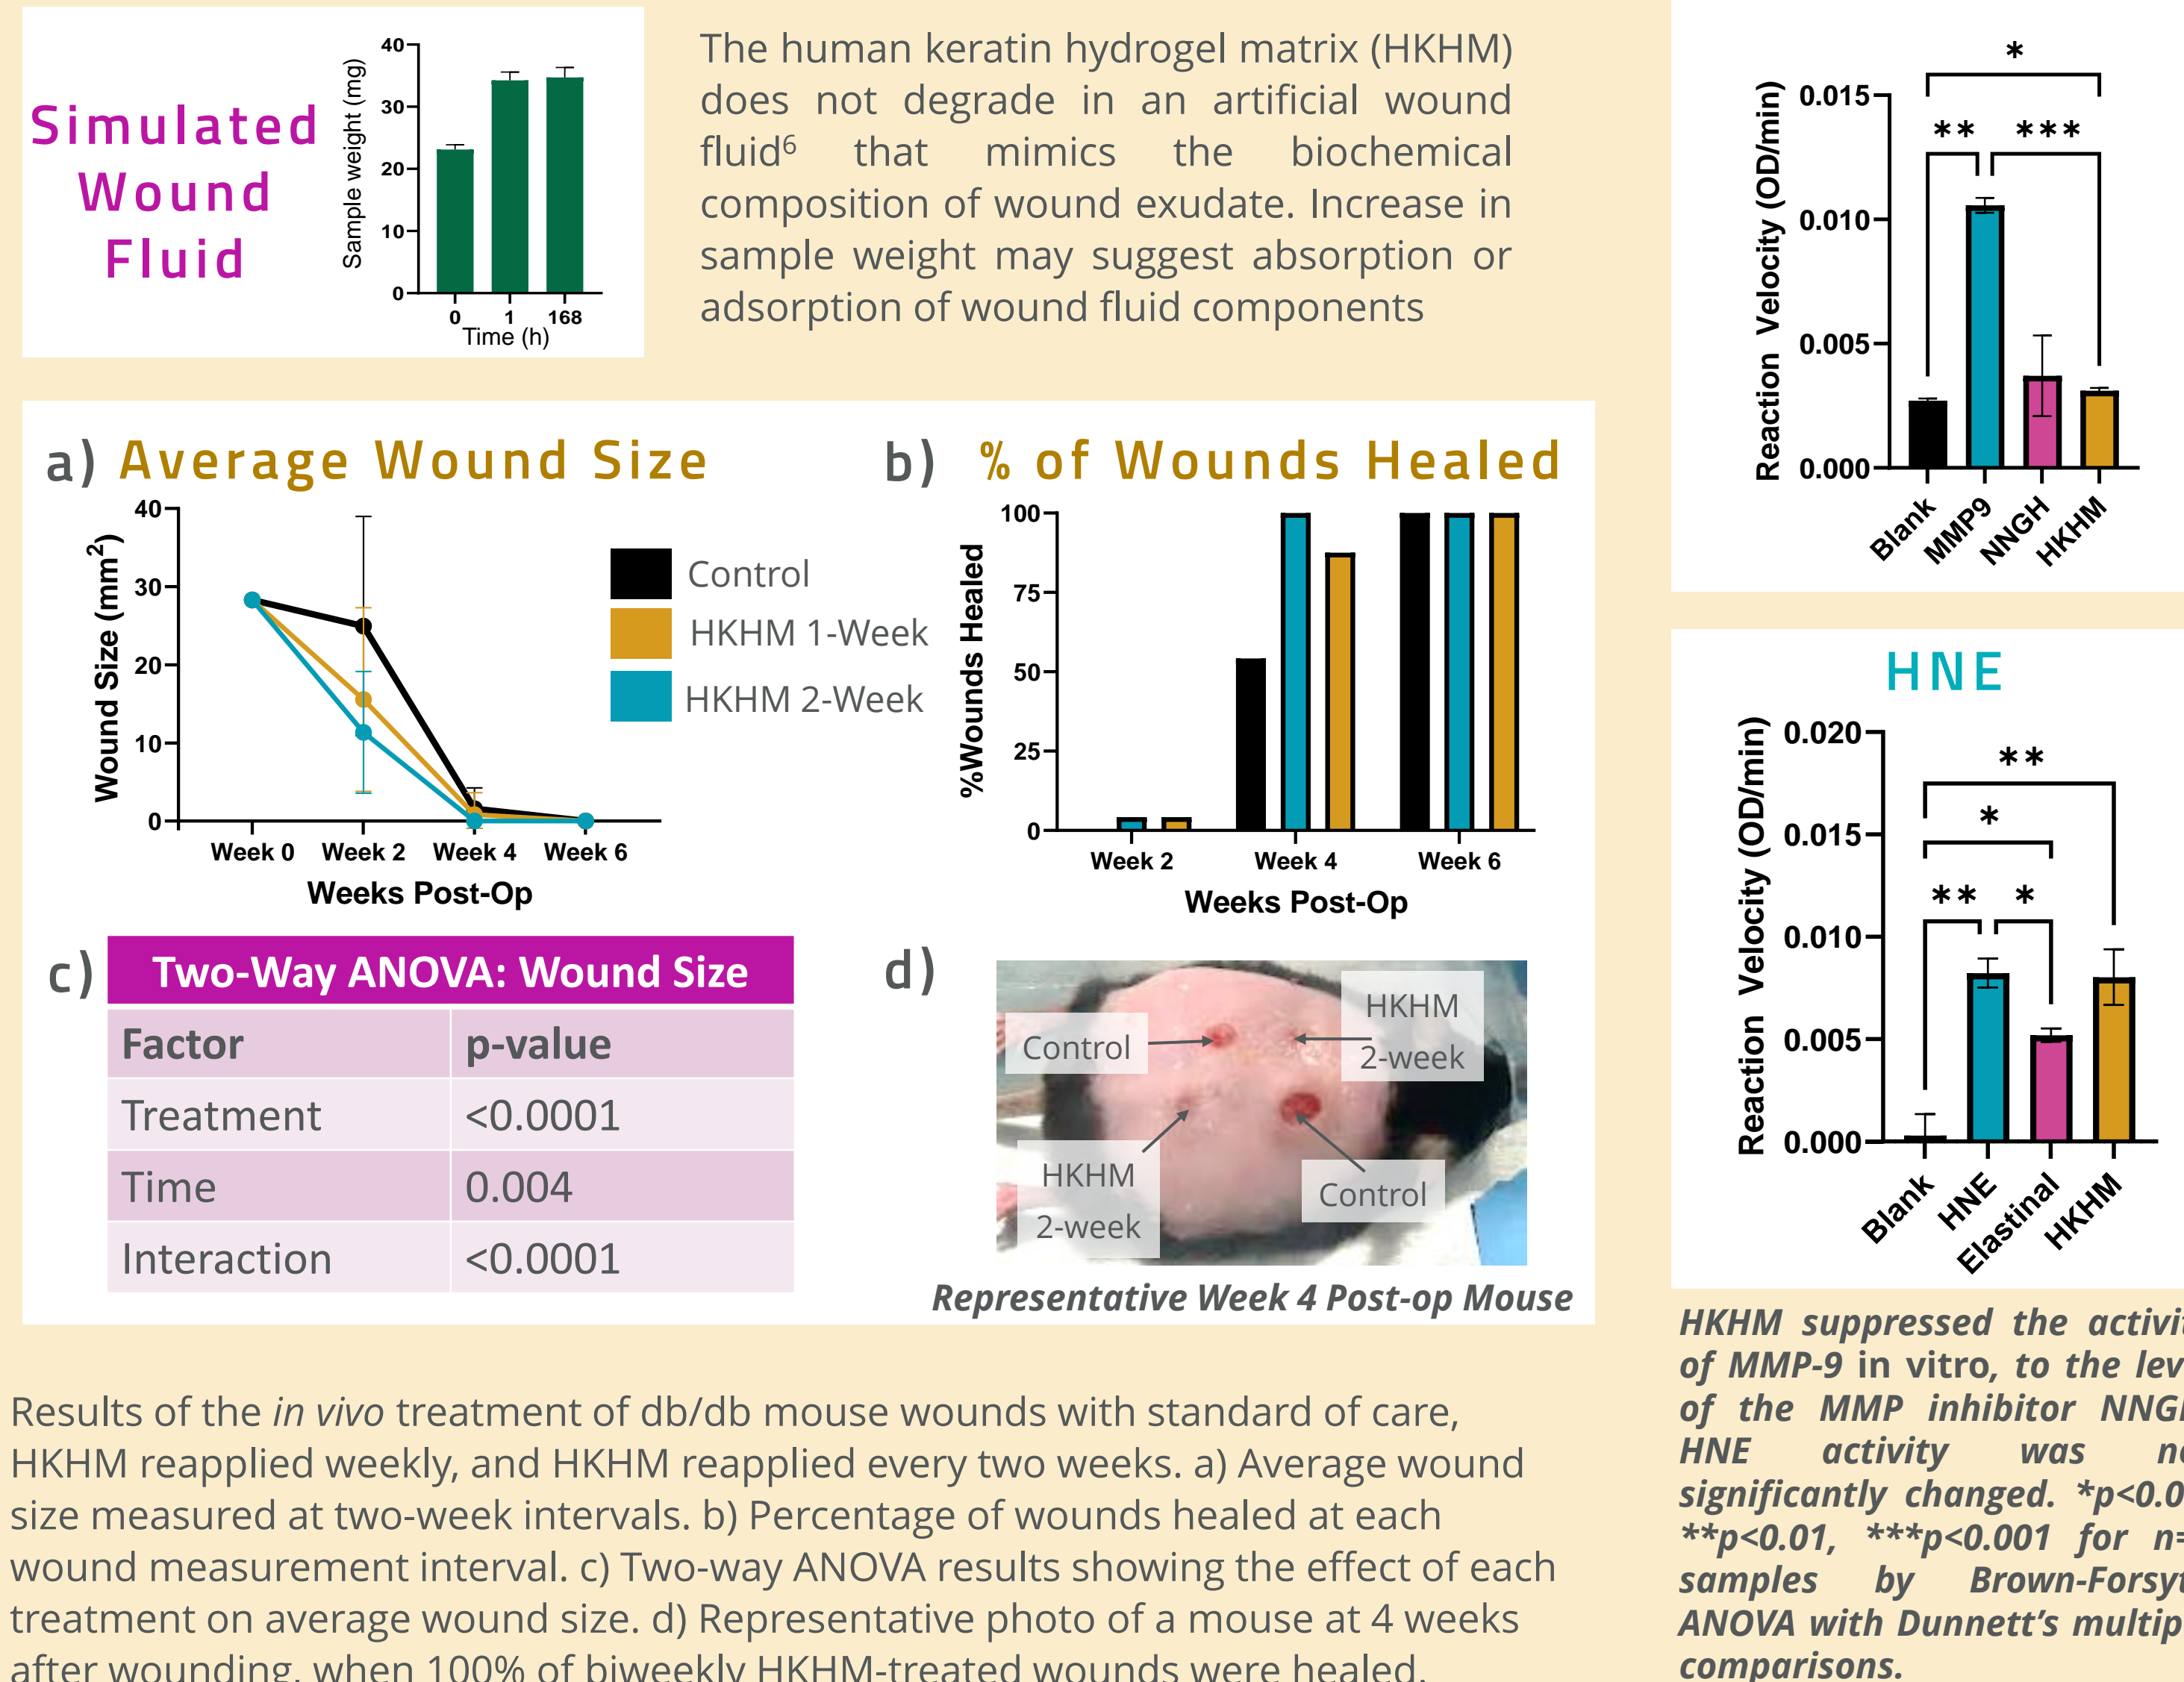 Simulated
Wound
Fluid
Sample weight (mg)
40
30
20
10
0
0 1 168
Time (h)
The human keratin hydrogel matrix (HKHM)
does not degrade in an artificial wound
fluid⁶ that mimics the biochemical
composition of wound exudate. Increase in
sample weight may suggest absorption or
adsorption of wound fluid components
a) Average Wound Size
Wound Size (mm²)
40
30
20
10
0
Week 0 Week 2 Week 4 Week 6
Weeks Post-Op
Control
HKHM 1-Week
HKHM 2-Week
b) % of Wounds Healed
%Wounds Healed
100
75
50
25
0
Week 2 Week 4 Week 6
Weeks Post-Op
c) Two-Way ANOVA: Wound Size
Factor p-value
Treatment <0.0001
Time 0.004
Interaction <0.0001
d)
Control
HKHM
2-week
HKHM
2-week
Control
Representative Week 4 Post-op Mouse
Results of the in vivo treatment of db/db mouse wounds with standard of care,
HKHM reapplied weekly, and HKHM reapplied every two weeks. a) Average wound
size measured at two-week intervals. b) Percentage of wounds healed at each
wound measurement interval. c) Two-way ANOVA results showing the effect of each
treatment on average wound size. d) Representative photo of a mouse at 4 weeks
after wounding, when 100% of biweekly HKHM-treated wounds were healed.
Reaction Velocity (OD/min)
0.015
0.010
0.005
0.000
*
** ***
Blank MMP9 NNGH HKHM
HNE
Reaction Velocity (OD/min)
0.020
0.015
0.010
0.005
0.000
**
*
** *
Blank HNE Elastinal HKHM
HKHM suppressed the
of MMP-9 in vitro, to the
of the MMP inhibitor
HNE activity was
significantly changed.
**p<0.01, ***p<0.001 for
samples by
ANOVA with Dunnett's
comparisons.